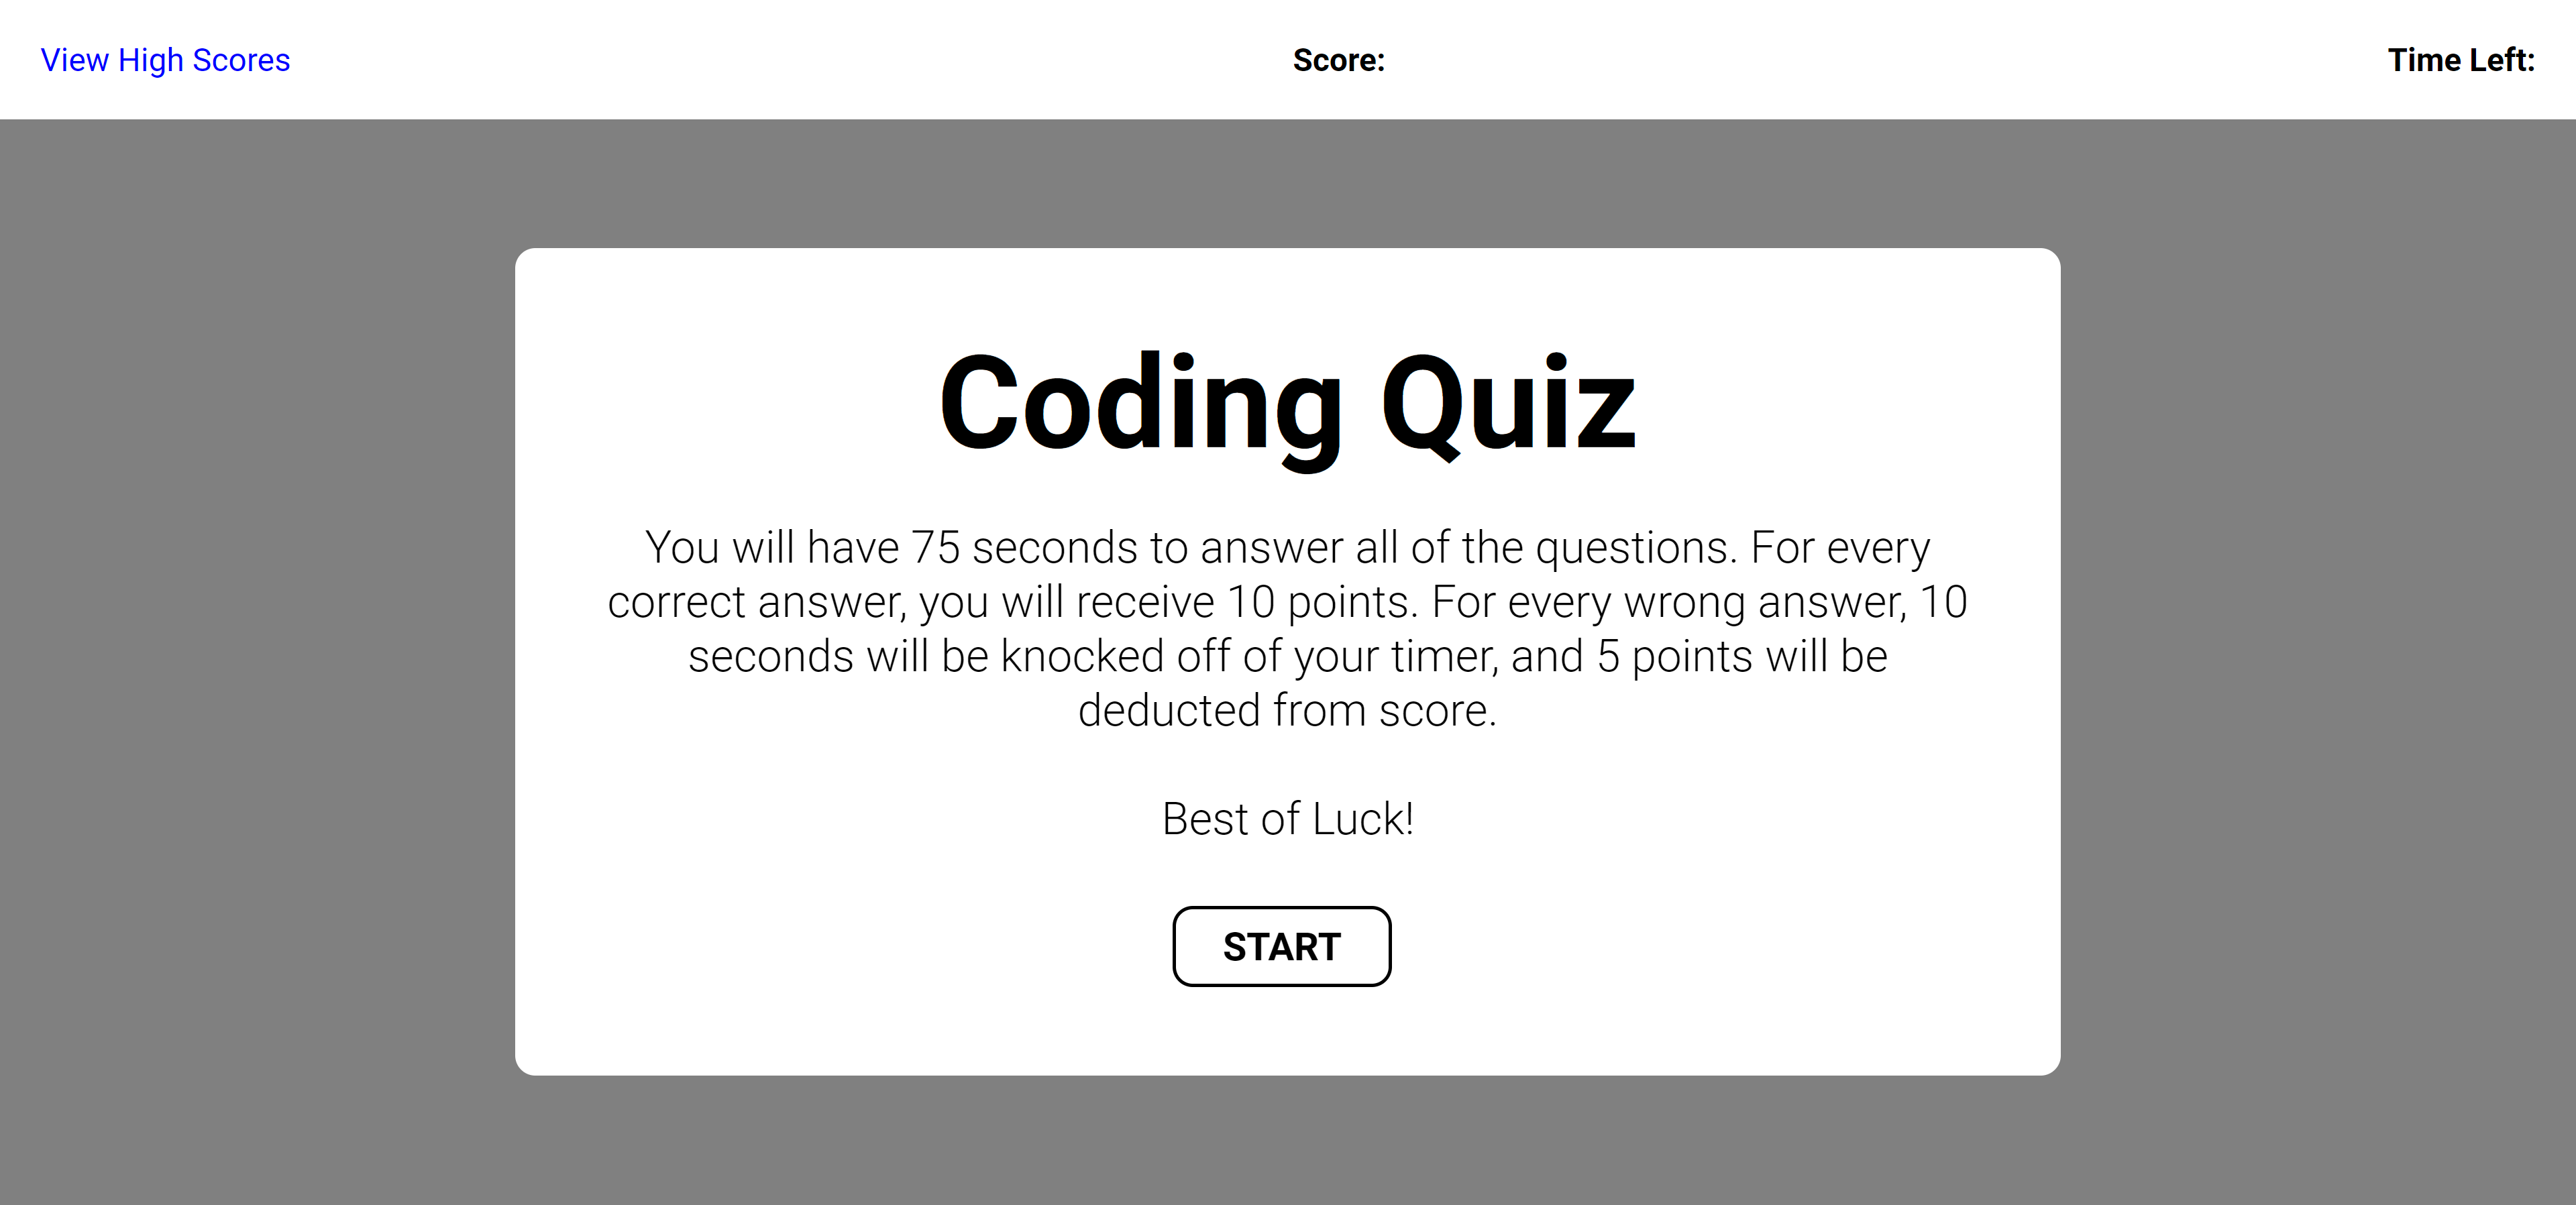 View High Scores
Score:
Time Left:
Coding Quiz
You will have 75 seconds to answer all of the questions. For every
correct answer, you will receive 10 points. For every wrong answer, 10
seconds will be knocked off of your timer, and 5 points will be
deducted from score.
Best of Luck!
START